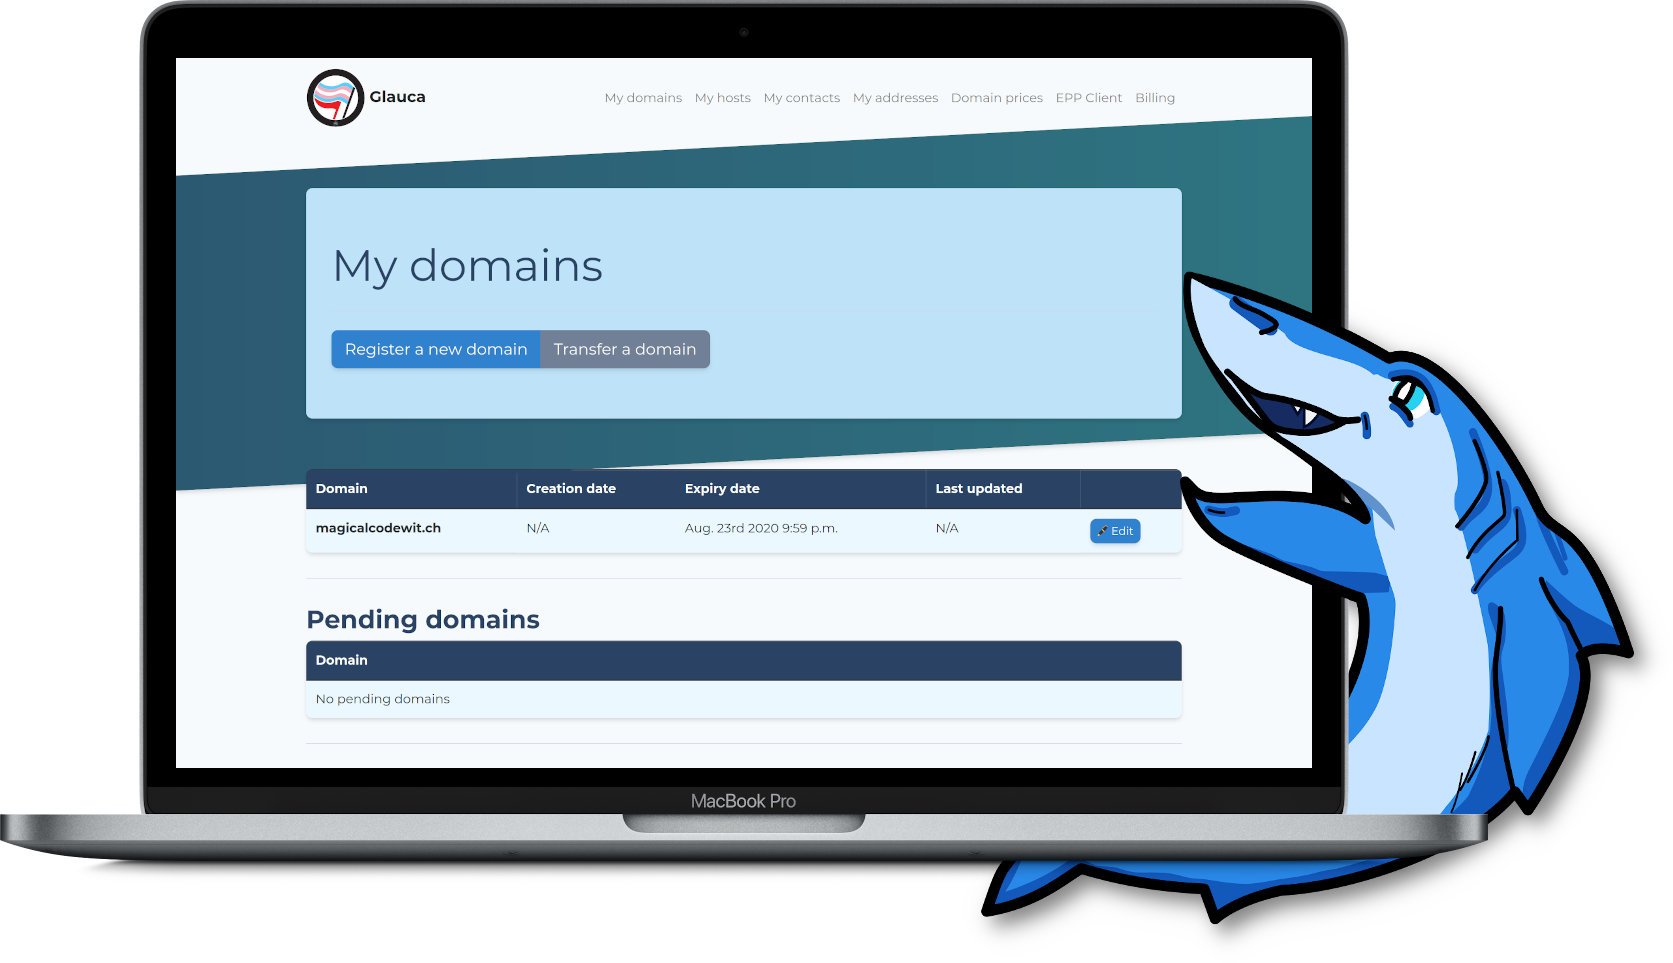 Glauca
My domains My hosts My contacts My addresses Domain prices EPP Client Billing
My domains
Register a new domain Transfer a domain
Domain Creation date Expiry date Last updated
magicalcodewit.ch N/A Aug. 23rd 2020 9:59 p.m. N/A Edit
Pending domains
Domain
No pending domains
MacBook Pro